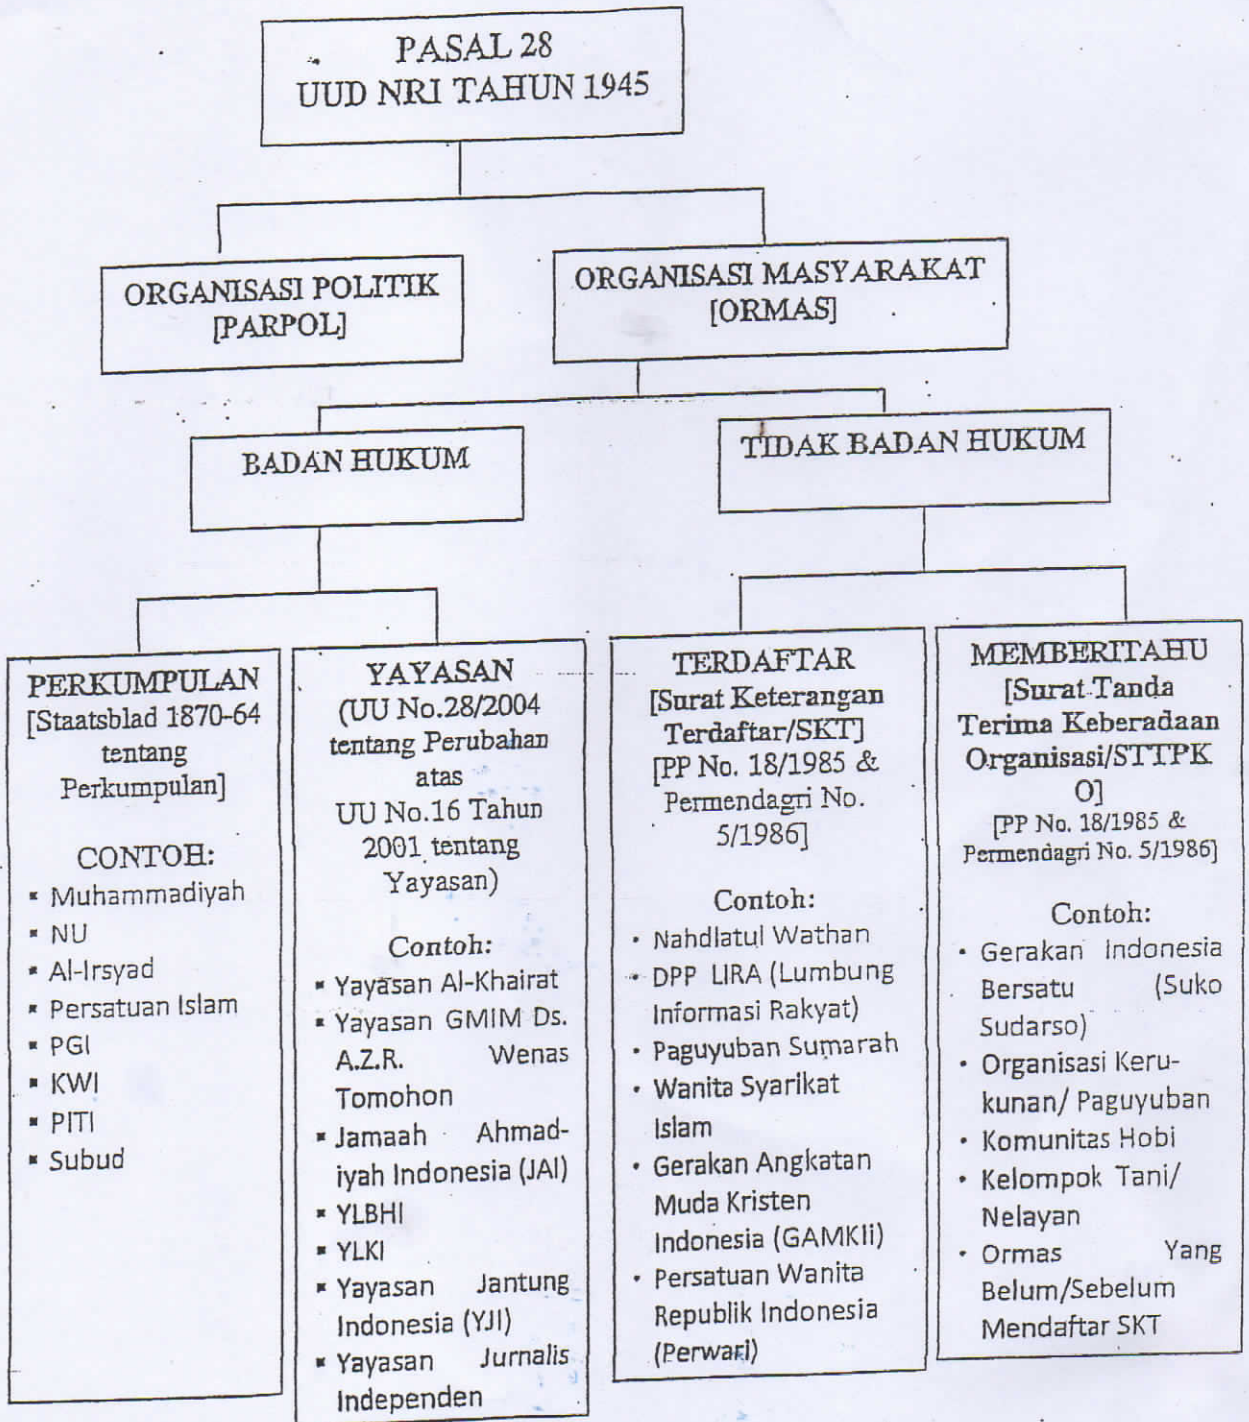 PASAL 28
UUD NRI TAHUN 1945
ORGANISASI POLITIK
[PARPOL]
ORGANISASI MASYARAKAT
[ORMAS]
BADAN HUKUM
TIDAK BADAN HUKUM
PERKUMPULAN
[Staatsblad 1870-64
tentang
Perkumpulan]
CONTOH:
▪ Muhammadiyah
▪ NU
▪ Al-Irsyad
▪ Persatuan Islam
▪ PGI
▪ KWI
▪ PITI
▪ Subud
YAYASAN
(UU No.28/2004
tentang Perubahan
atas
UU No.16 Tahun
2001 tentang
Yayasan)
Contoh:
▪ Yayasan Al-Khairat
▪ Yayasan GMIM Ds.
A.Z.R. Wenas
Tomohon
▪ Jamaah Ahmad-
iyah Indonesia (JAI)
▪ YLBHI
▪ YLKI
▪ Yayasan Jantung
Indonesia (YJI)
▪ Yayasan Jurnalis
Independen
TERDAFTAR
[Surat Keterangan
Terdaftar/SKT]
[PP No. 18/1985 &
Permendagri No.
5/1986]
Contoh:
• Nahdlatul Wathan
• DPP LIRA (Lumbung
Informasi Rakyat)
• Paguyuban Sumarah
• Wanita Syarikat
Islam
• Gerakan Angkatan
Muda Kristen
Indonesia (GAMKIi)
• Persatuan Wanita
Republik Indonesia
(Perwari)
MEMBERITAHU
[Surat Tanda
Terima Keberadaan
Organisasi/STTPK
O]
[PP No. 18/1985 &
Permendagri No. 5/1986]
Contoh:
• Gerakan Indonesia
Bersatu (Suko
Sudarso)
• Organisasi Keru-
kunan/ Paguyuban
• Komunitas Hobi
• Kelompok Tani/
Nelayan
• Ormas Yang
Belum/Sebelum
Mendaftar SKT